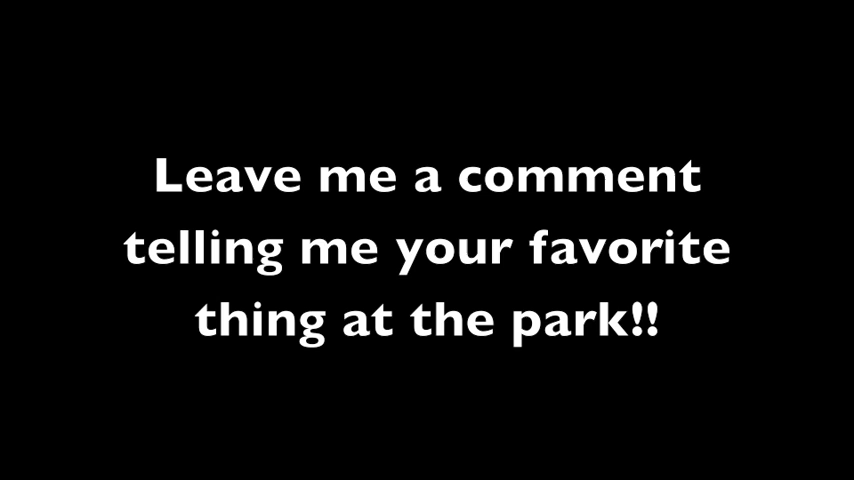 Leave me a comment
telling me your favorite
thing at the park!!